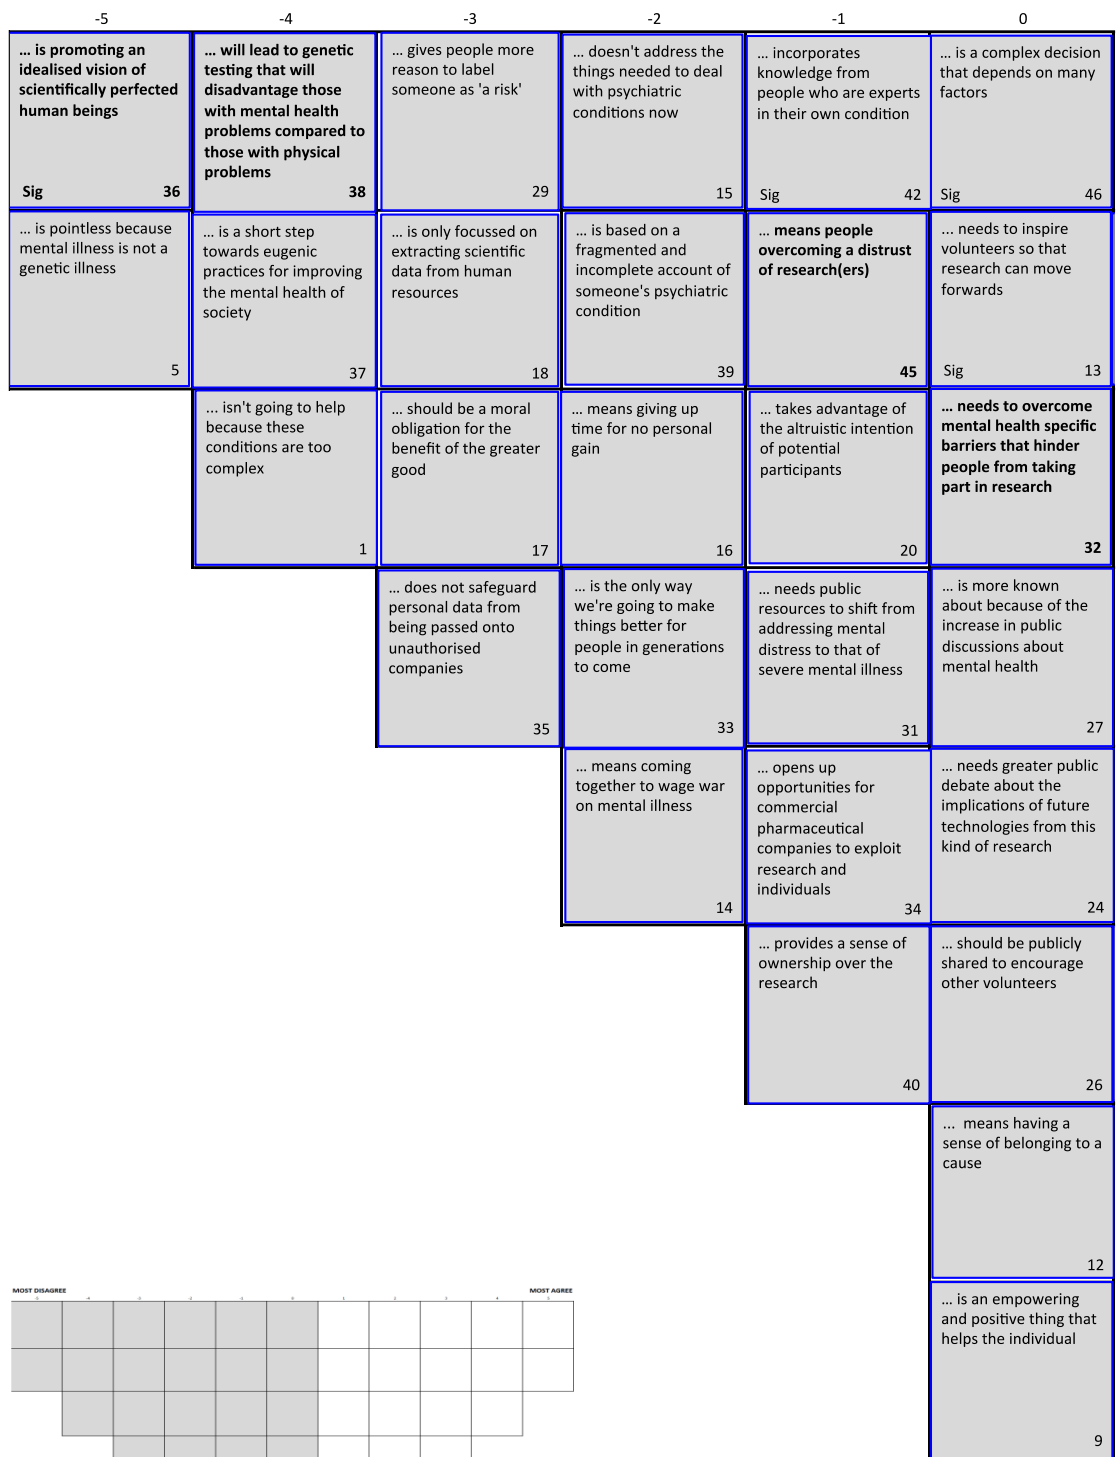 -5 -4 -3 -2 -1 0
... is promoting an
idealised vision of
scientifically perfected
human beings
Sig 36
... will lead to genetic
testing that will
disadvantage those
with mental health
problems compared to
those with physical
problems
38
... gives people more
reason to label
someone as 'a risk'
29
... doesn't address the
things needed to deal
with psychiatric
conditions now
15
... incorporates
knowledge from
people who are experts
in their own condition
Sig 42
... is a complex decision
that depends on many
factors
Sig 46
... is pointless because
mental illness is not a
genetic illness
5
... is a short step
towards eugenic
practices for improving
the mental health of
society
37
... is only focussed on
extracting scientific
data from human
resources
18
... is based on a
fragmented and
incomplete account of
someone's psychiatric
condition
39
... means people
overcoming a distrust
of research(ers)
45
... needs to inspire
volunteers so that
research can move
forwards
Sig 13
... isn't going to help
because these
conditions are too
complex
1
... should be a moral
obligation for the
benefit of the greater
good
17
... means giving up
time for no personal
gain
16
... takes advantage of
the altruistic intention
of potential
participants
20
... needs to overcome
mental health specific
barriers that hinder
people from taking
part in research
32
... does not safeguard
personal data from
being passed onto
unauthorised
companies
35
... is the only way
we're going to make
things better for
people in generations
to come
33
... needs public
resources to shift from
addressing mental
distress to that of
severe mental illness
31
... is more known
about because of the
increase in public
discussions about
mental health
27
... means coming
together to wage war
on mental illness
14
... opens up
opportunities for
commercial
pharmaceutical
companies to exploit
research and
individuals
34
... needs greater public
debate about the
implications of future
technologies from this
kind of research
24
... provides a sense of
ownership over the
research
40
... should be publicly
shared to encourage
other volunteers
26
... means having a
sense of belonging to a
cause
12
... is an empowering
and positive thing that
helps the individual
9
MOST DISAGREE MOST AGREE